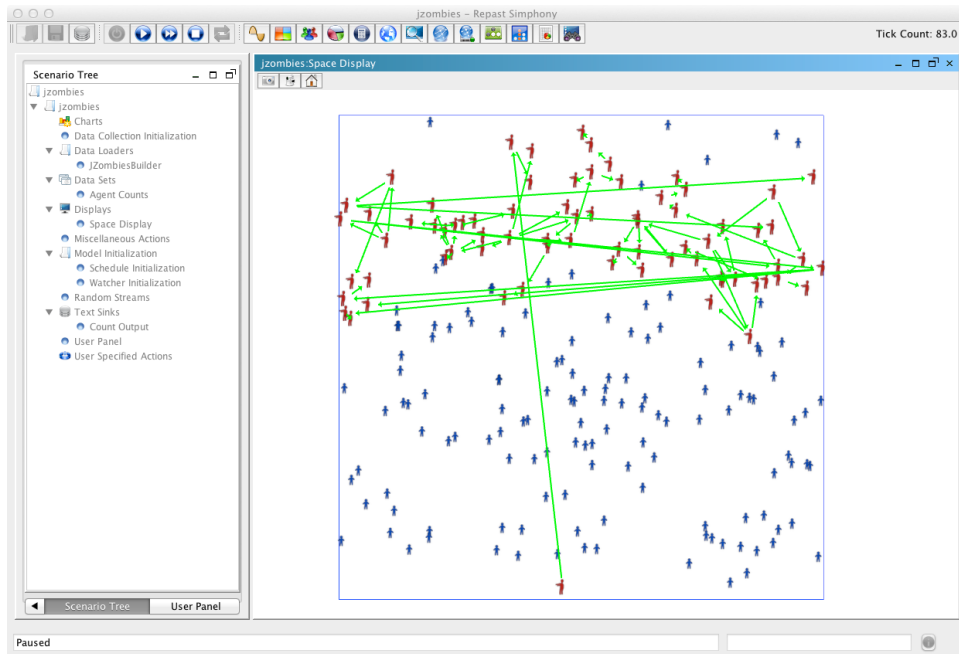 jzombies – Repast Simphony
Tick Count: 83.0
Scenario Tree
jzombies:Space Display
jzombies
jzombies
Charts
Data Collection Initialization
Data Loaders
JZombiesBuilder
Data Sets
Agent Counts
Displays
Space Display
Miscellaneous Actions
Model Initialization
Schedule Initialization
Watcher Initialization
Random Streams
Text Sinks
Count Output
User Panel
User Specified Actions
Scenario Tree
User Panel
Paused